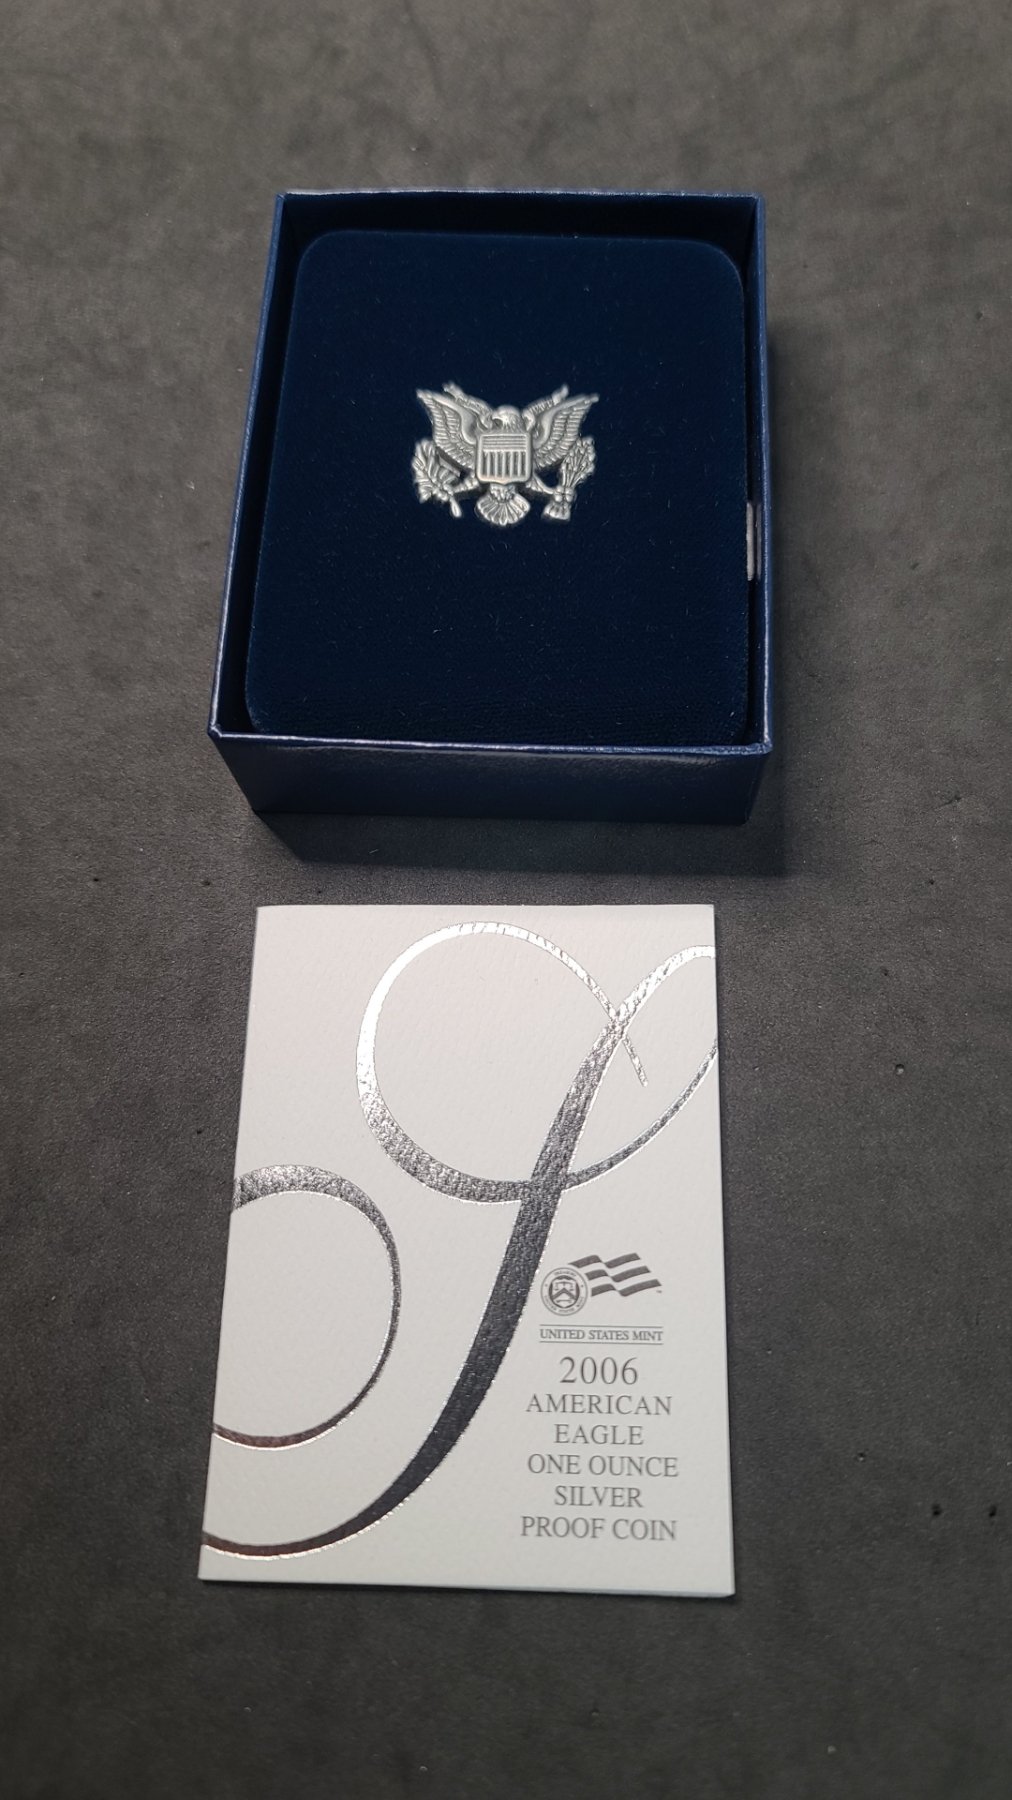 UNITED STATES MINT
2006
AMERICAN
EAGLE
ONE OUNCE
SILVER
PROOF COIN